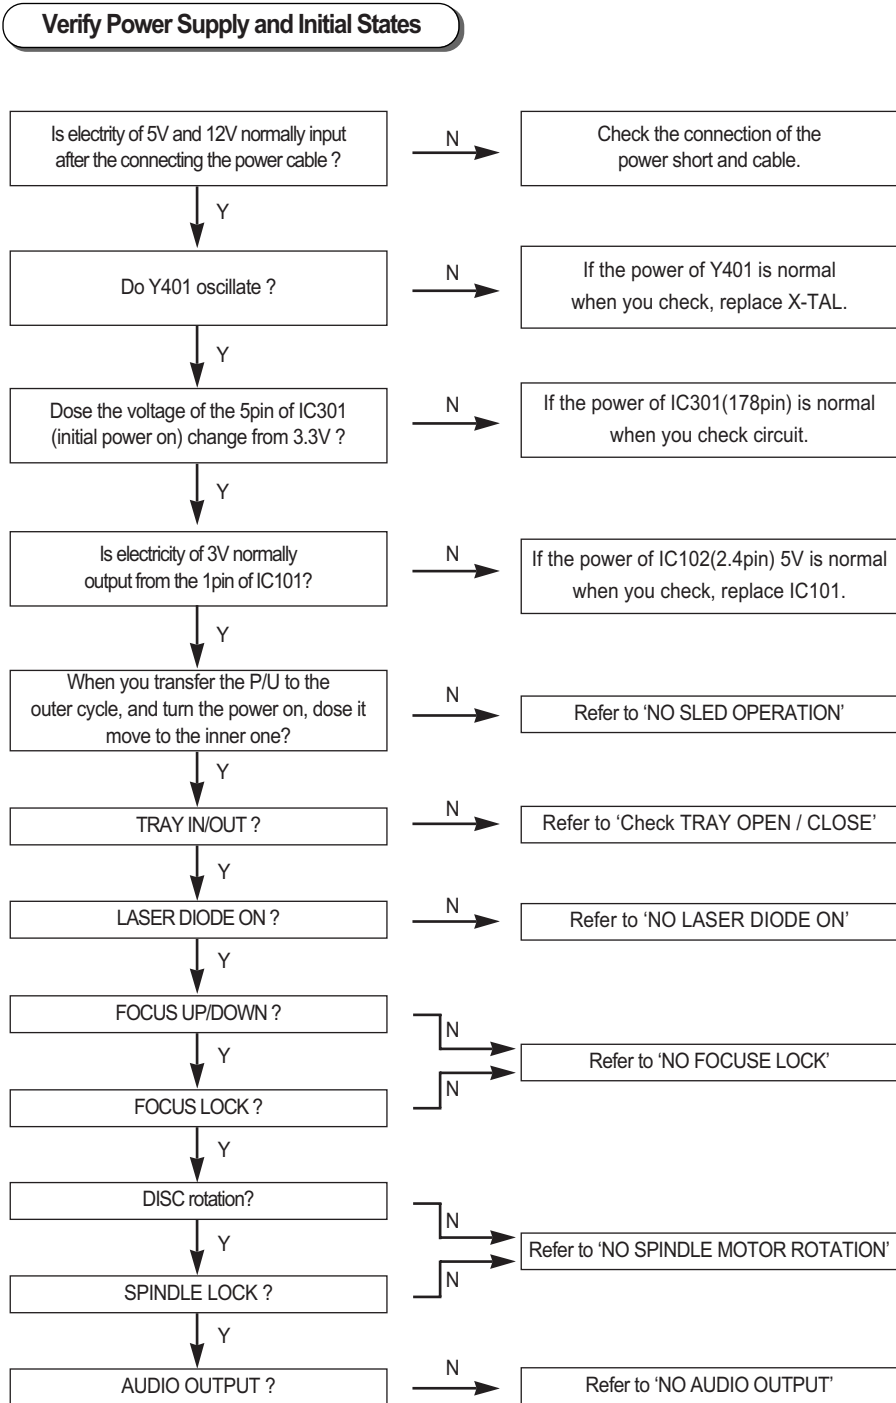 Verify Power Supply and Initial States
Is electrity of 5V and 12V normally input
after the connecting the power cable ?
N
Check the connection of the
power short and cable.
Y
Do Y401 oscillate ?
N
If the power of Y401 is normal
when you check, replace X-TAL.
Y
Dose the voltage of the 5pin of IC301
(initial power on) change from 3.3V ?
N
If the power of IC301(178pin) is normal
when you check circuit.
Y
Is electricity of 3V normally
output from the 1pin of IC101?
N
If the power of IC102(2.4pin) 5V is normal
when you check, replace IC101.
Y
When you transfer the P/U to the
outer cycle, and turn the power on, dose it
move to the inner one?
N
Refer to ‘NO SLED OPERATION’
Y
TRAY IN/OUT ?
N
Refer to ‘Check TRAY OPEN / CLOSE’
Y
LASER DIODE ON ?
N
Refer to ‘NO LASER DIODE ON’
Y
FOCUS UP/DOWN ?
N
Y
Refer to ‘NO FOCUSE LOCK’
N
FOCUS LOCK ?
Y
DISC rotation?
N
Y
Refer to ‘NO SPINDLE MOTOR ROTATION’
N
SPINDLE LOCK ?
Y
AUDIO OUTPUT ?
N
Refer to ‘NO AUDIO OUTPUT’